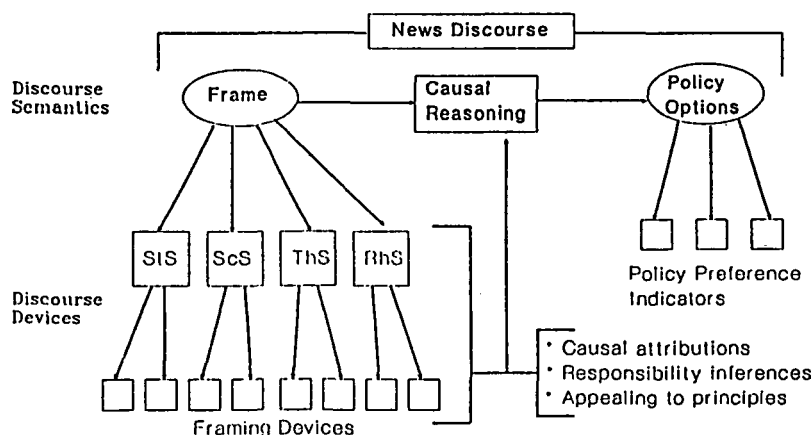 News Discourse
Discourse
Semantics
Frame
Causal
Reasoning
Policy
Options
StS
ScS
ThS
RhS
Policy Preference
Indicators
Discourse
Devices
• Causal attributions
• Responsibility inferences
• Appealing to principles
Framing Devices